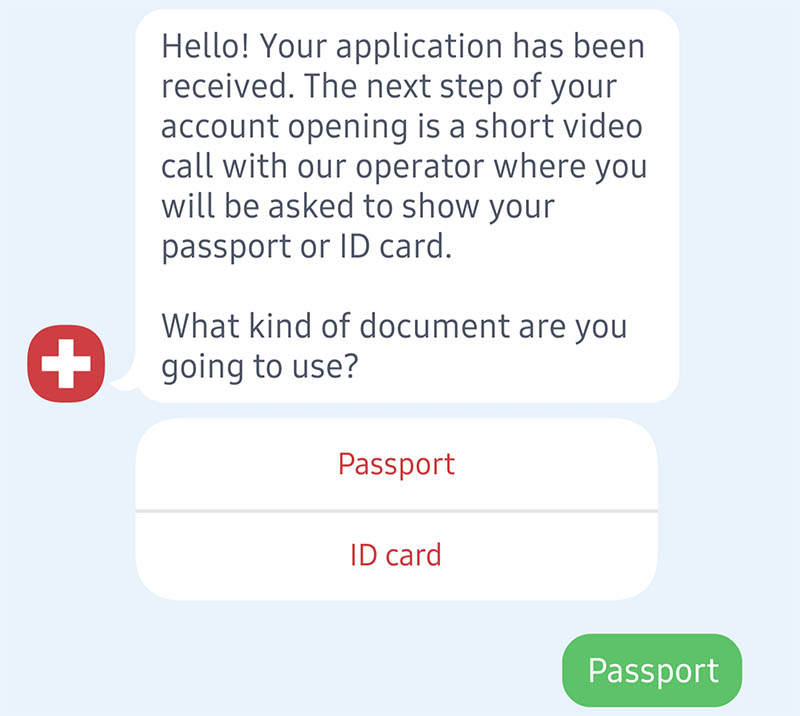 Hello! Your application has been
received. The next step of your
account opening is a short video
call with our operator where you
will be asked to show your
passport or ID card.
What kind of document are you
going to use?
Passport
ID card
Passport